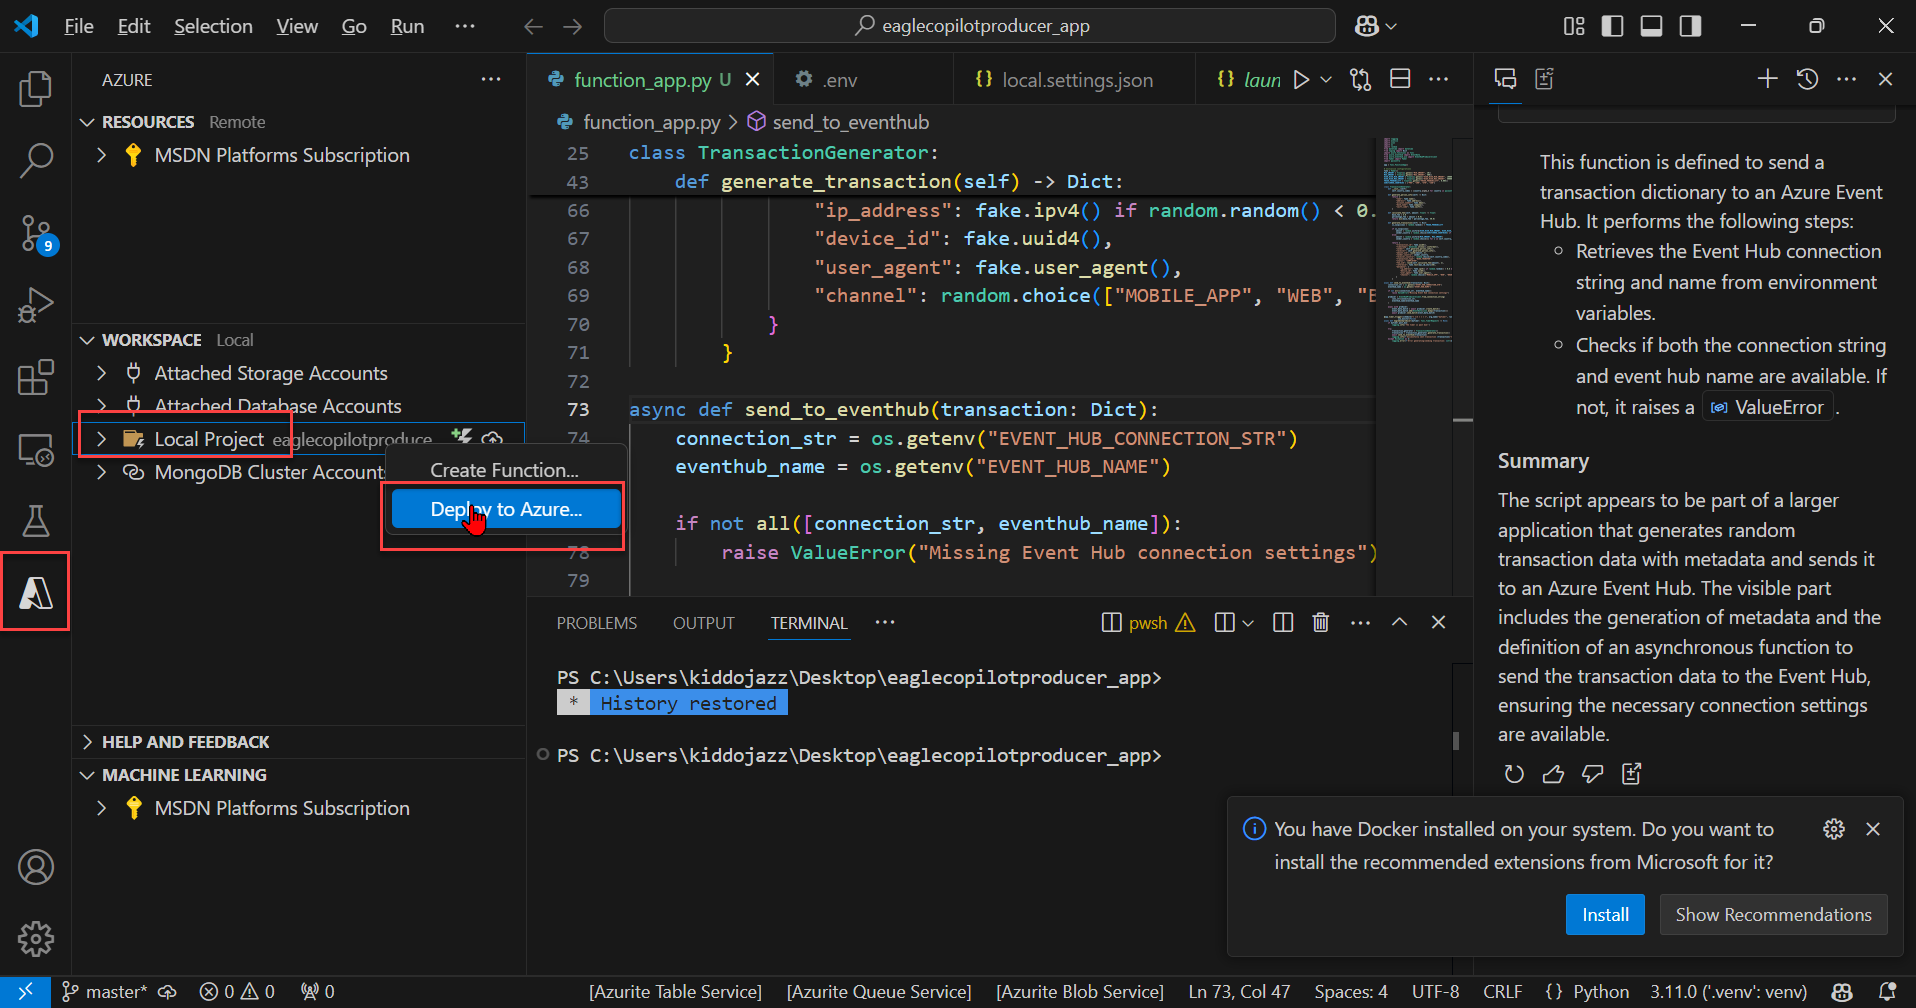 File Edit Selection View Go Run ···
eaglecopilotproducer_app
AZURE
RESOURCES Remote
MSDN Platforms Subscription
9
WORKSPACE Local
Attached Storage Accounts
Attached Database Accounts
Local Project eaglecopilotproduce
MongoDB Cluster Account
Create Function...
Deploy to Azure...
HELP AND FEEDBACK
MACHINE LEARNING
MSDN Platforms Subscription
function_app.py U
.env
{} local.settings.json
{} laun
function_app.py > send_to_eventhub
25 class TransactionGenerator:
43 def generate_transaction(self) -> Dict:
66 "ip_address": fake.ipv4() if random.random() < 0.
67 "device_id": fake.uuid4(),
68 "user_agent": fake.user_agent(),
69 "channel": random.choice(["MOBILE_APP", "WEB", "
70 }
71 }
72
73 async def send_to_eventhub(transaction: Dict):
74 connection_str = os.getenv("EVENT_HUB_CONNECTION_STR")
eventhub_name = os.getenv("EVENT_HUB_NAME")
if not all([connection_str, eventhub_name]):
78 raise ValueError("Missing Event Hub connection settings")
79
PROBLEMS OUTPUT TERMINAL ···
pwsh
PS C:\Users\kiddojazz\Desktop\eaglecopilotproducer_app>
* History restored
PS C:\Users\kiddojazz\Desktop\eaglecopilotproducer_app>
This function is defined to send a
transaction dictionary to an Azure Event
Hub. It performs the following steps:
Retrieves the Event Hub connection
string and name from environment
variables.
Checks if both the connection string
and event hub name are available. If
not, it raises a ValueError .
Summary
The script appears to be part of a larger
application that generates random
transaction data with metadata and sends it
to an Azure Event Hub. The visible part
includes the generation of metadata and the
definition of an asynchronous function to
send the transaction data to the Event Hub,
ensuring the necessary connection settings
are available.
You have Docker installed on your system. Do you want to
install the recommended extensions from Microsoft for it?
Install
Show Recommendations
master* 0 0 0 [Azurite Table Service] [Azurite Queue Service] [Azurite Blob Service] Ln 73, Col 47 Spaces: 4 UTF-8 CRLF {} Python 3.11.0 ('.venv': venv)